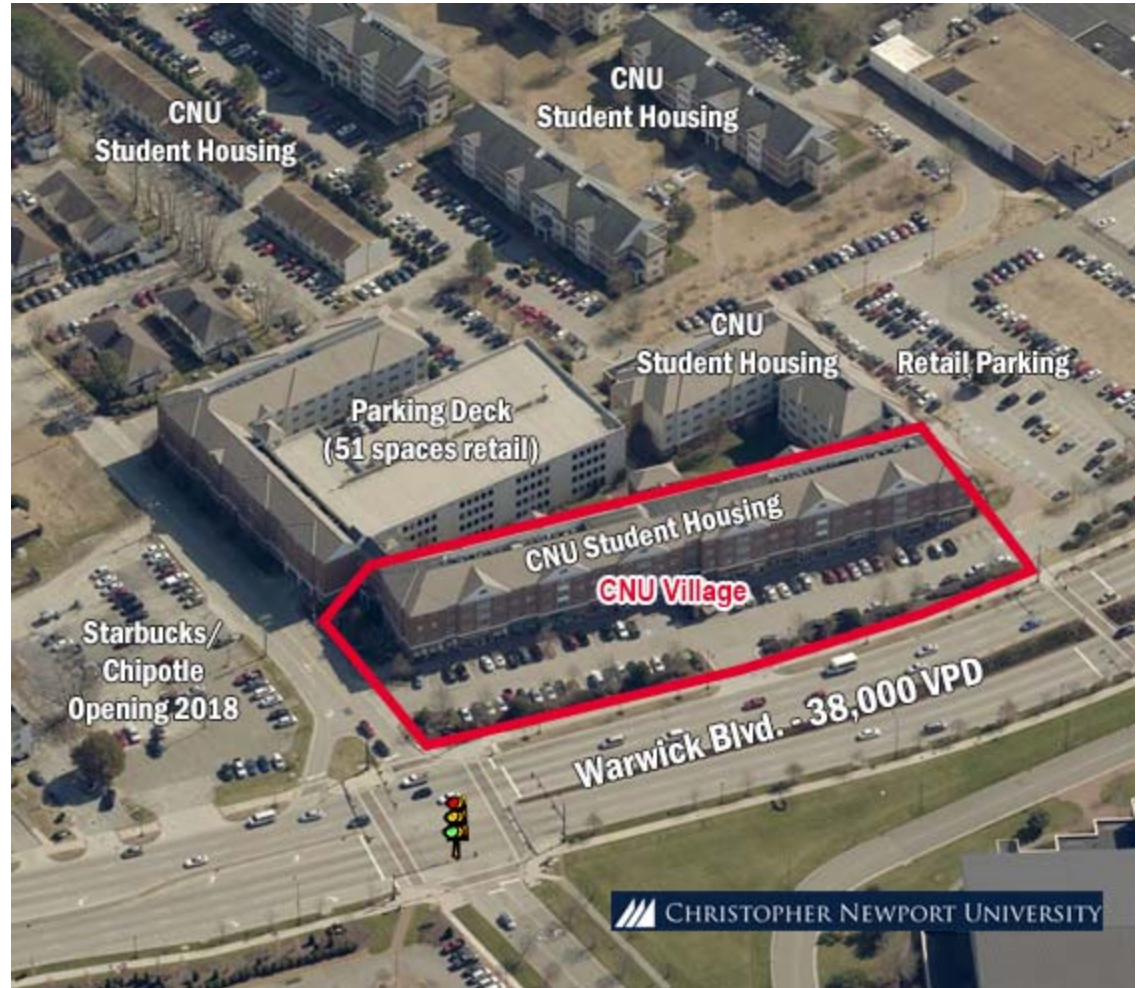 CNU
Student Housing
CNU
Student Housing
CNU
Student Housing
Retail Parking
Parking Deck
(51 spaces retail)
CNU Student Housing
CNU Village
Starbucks/
Chipotle
Opening 2018
Warwick Blvd. - 38,000 VPD
CHRISTOPHER NEWPORT UNIVERSITY